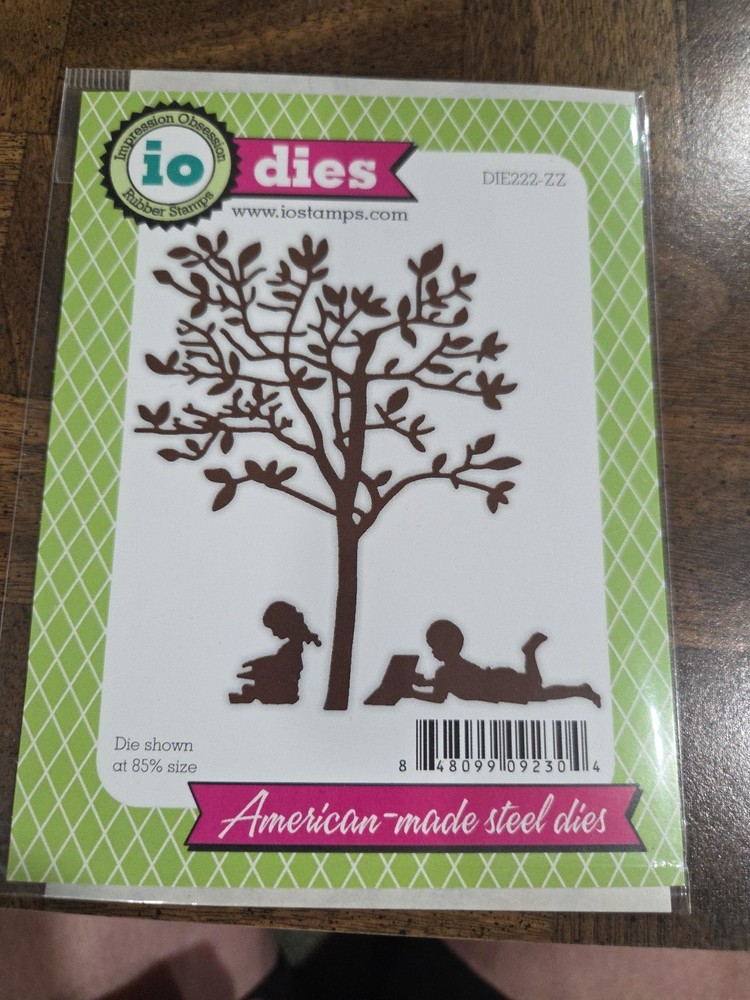 Impression Obsession
io
Rubber Stamps
dies
DIE222-ZZ
www.iostamps.com
Die shown
at 85% size
8 48099 09230 4
American-made steel dies